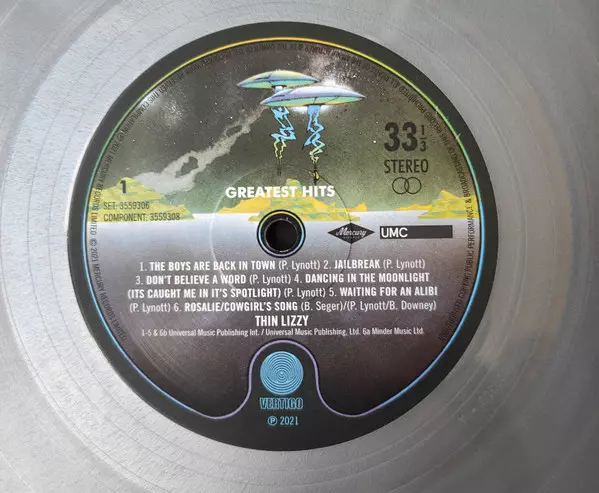 33 1/3
STEREO
1
GREATEST HITS
SET: 3559306
COMPONENT: 3559308
Mercury
UMC
1. THE BOYS ARE BACK IN TOWN (P. Lynott) 2. JAILBREAK (P. Lynott)
3. DON'T BELIEVE A WORD (P. Lynott) 4. DANCING IN THE MOONLIGHT
(ITS CAUGHT ME IN IT'S SPOTLIGHT) (P. Lynott) 5. WAITING FOR AN ALIBI
(P. Lynott) 6. ROSALIE/COWGIRL'S SONG (B. Seger)/(P. Lynott/B. Downey)
THIN LIZZY
1-5 & 6b Universal Music Publishing Int. / Universal Music Publishing, Ltd. 6a Minder Music Ltd.
VERTIGO
℗ 2021